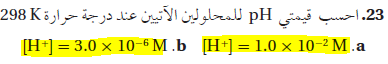 23. احسب قيمتي pH للمحلولين الآتيين عند درجة حرارة 298 K
a. [H⁺] = 1.0 × 10⁻² M   b. [H⁺] = 3.0 × 10⁻⁶ M